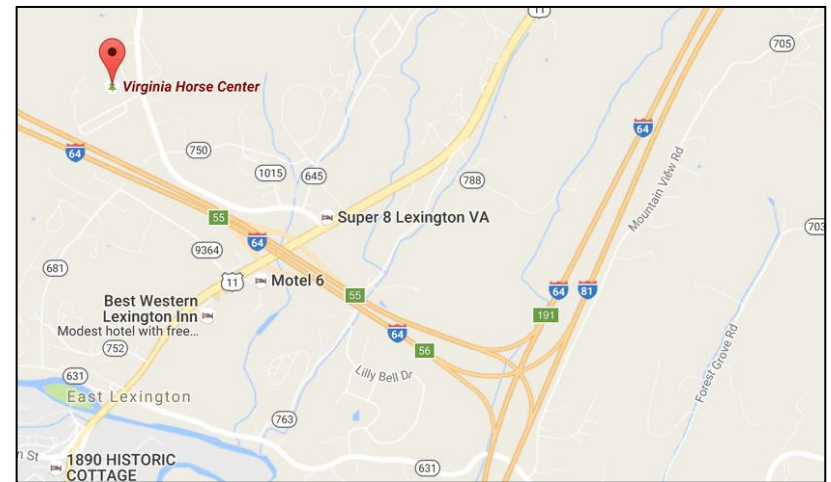 11
705
Virginia Horse Center
64
64
750
1015
645
788
Mountain View Rd
55
Super 8 Lexington VA
703
64
9364
681
11
Motel 6
64
81
55
Best Western
Lexington Inn
Modest hotel with free...
191
64
752
56
Forest Grove Rd
Lilly Bell Dr
631
East Lexington
763
n St
1890 HISTORIC
COTTAGE
631